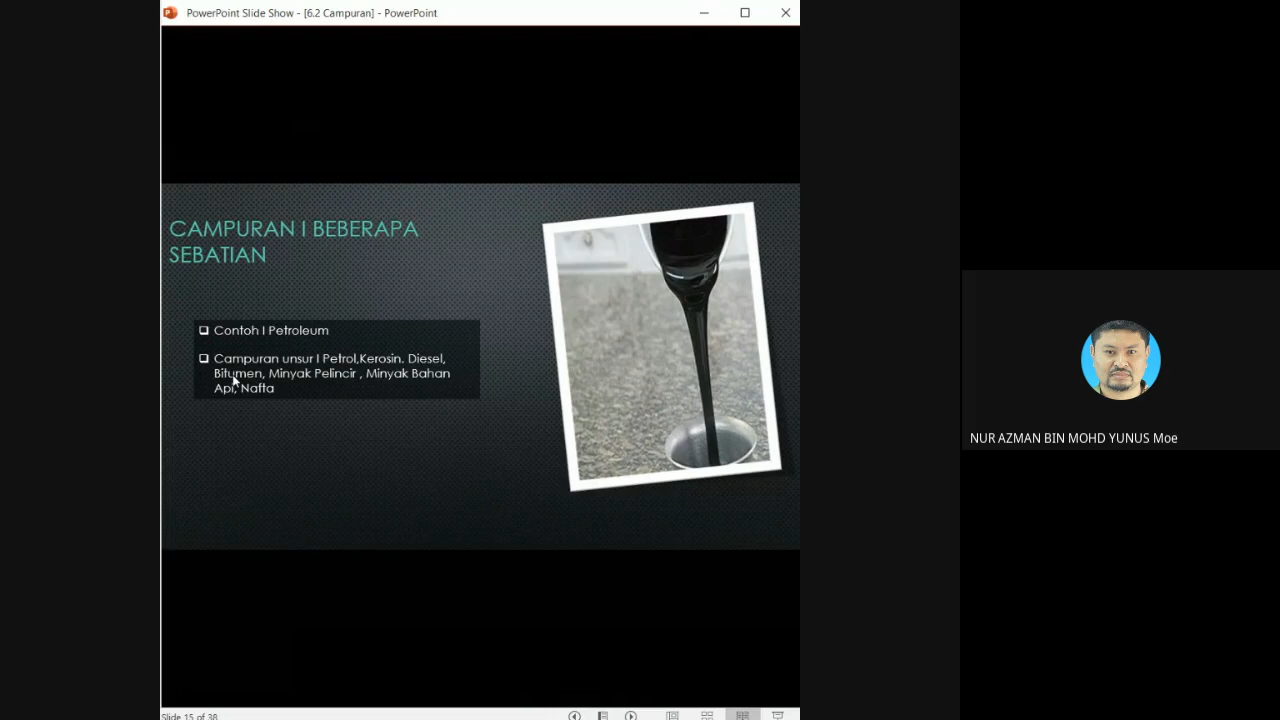 PowerPoint Slide Show - [6.2 Campuran] - PowerPoint
CAMPURAN I BEBERAPA
SEBATIAN
Contoh I Petroleum
Campuran unsur I Petrol,Kerosin. Diesel,
Bitumen, Minyak Pelincir , Minyak Bahan
Api, Nafta
NUR AZMAN BIN MOHD YUNUS Moe
Slide 15 of 38